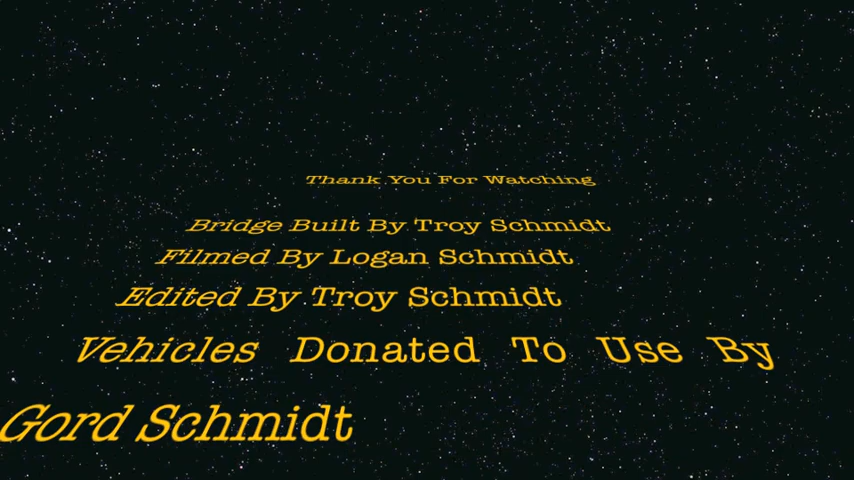 Thank You For Watching
Bridge Built By Troy Schmidt
Filmed By Logan Schmidt
Edited By Troy Schmidt
Vehicles Donated To Use By
Gord Schmidt